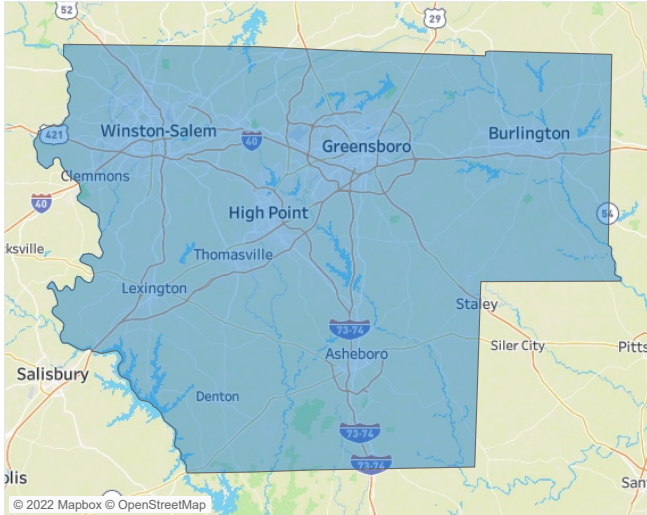 52
29
421
Winston-Salem
40
Greensboro
Burlington
Clemmons
40
High Point
54
cksville
Thomasville
Lexington
Staley
73-74
Siler City
Pitts
Asheboro
Salisbury
Denton
73-74
73-74
olis
San
© 2022 Mapbox © OpenStreetMap